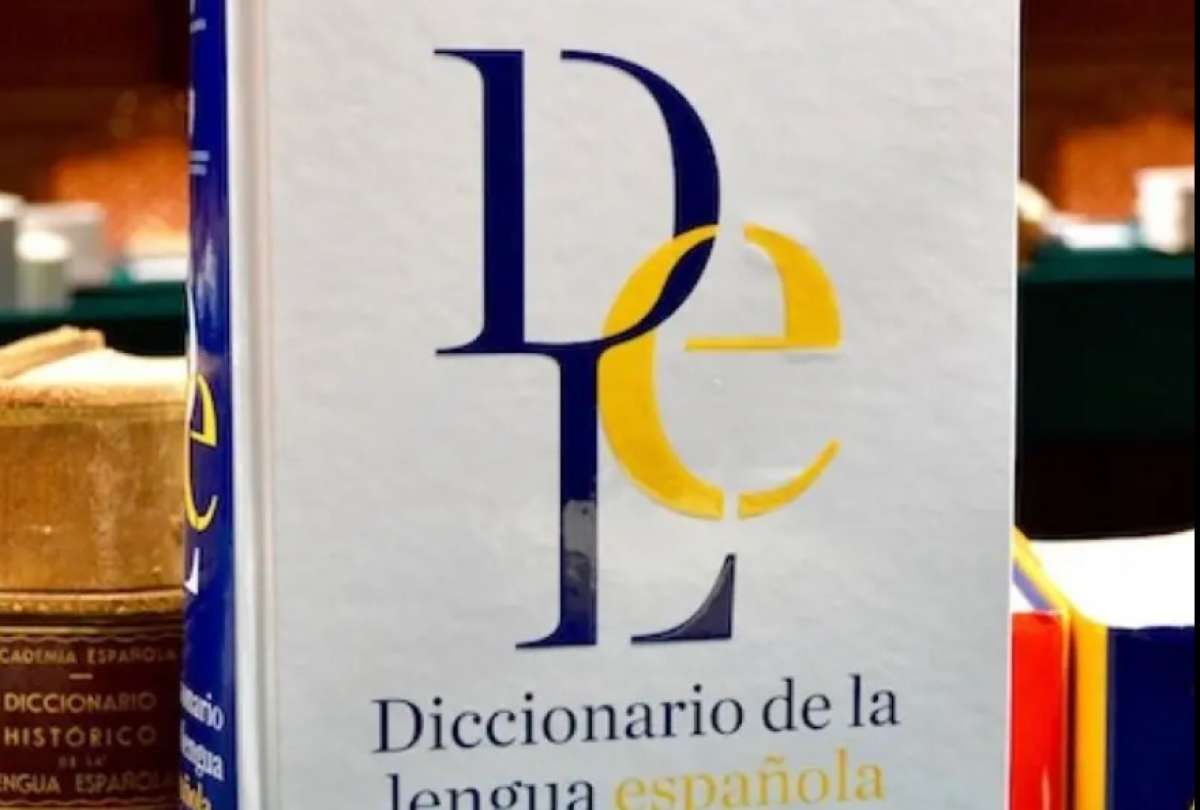 DLe
Diccionario de la
lengua española
e
L
ACADEMIA ESPAÑOLA
DICCIONARIO
HISTÓRICO
DE LA
LENGUA ESPAÑOLA